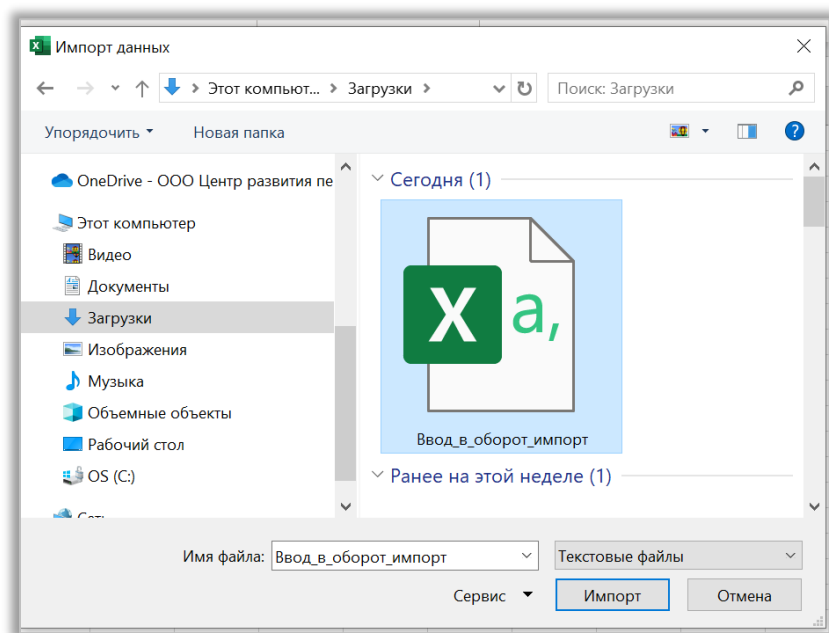 Импорт данных
Этот компьют... > Загрузки >
Поиск: Загрузки
Упорядочить
Новая папка
OneDrive - ООО Центр развития пе
Этот компьютер
Видео
Документы
Загрузки
Изображения
Музыка
Объемные объекты
Рабочий стол
OS (C:)
Сеть
Сегодня (1)
X a,
Ввод_в_оборот_импорт
Ранее на этой неделе (1)
Имя файла: Ввод_в_оборот_импорт
Текстовые файлы
Сервис
Импорт
Отмена